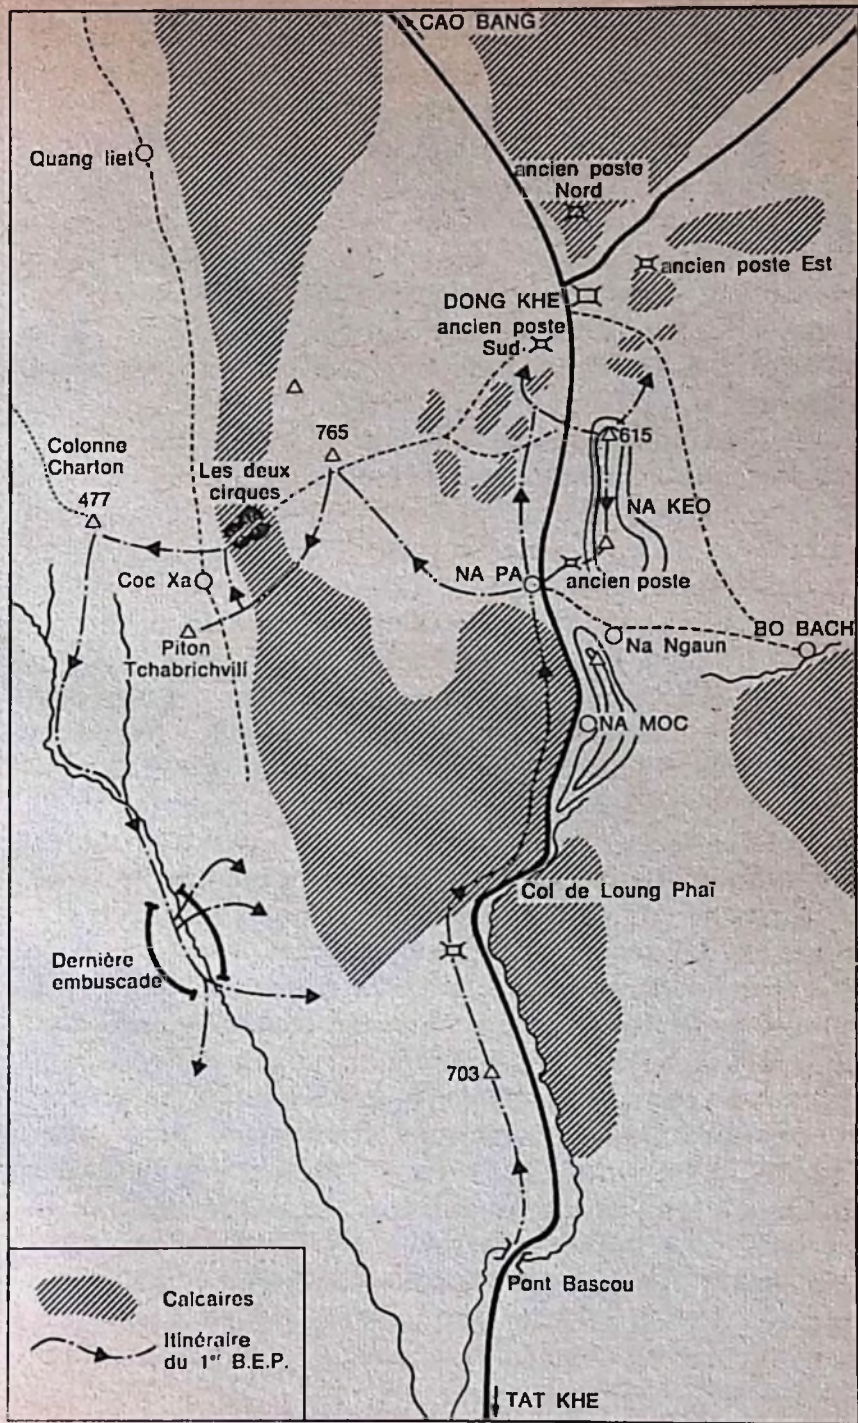 CAO BANG
Quang liet
ancien poste
Nord
ancien poste Est
DONG KHE
ancien poste
Sud
765
615
Colonne
Charton
Les deux
cirques
477
NA KEO
NA PA
ancien poste
Coc Xa
BO BACH
Na Ngaun
Piton
Tchabrichvili
NA MOC
Col de Loung Phaï
Dernière
embuscade
703
Pont Bascou
Calcaires
Itinéraire
du 1er B.E.P.
TAT KHE